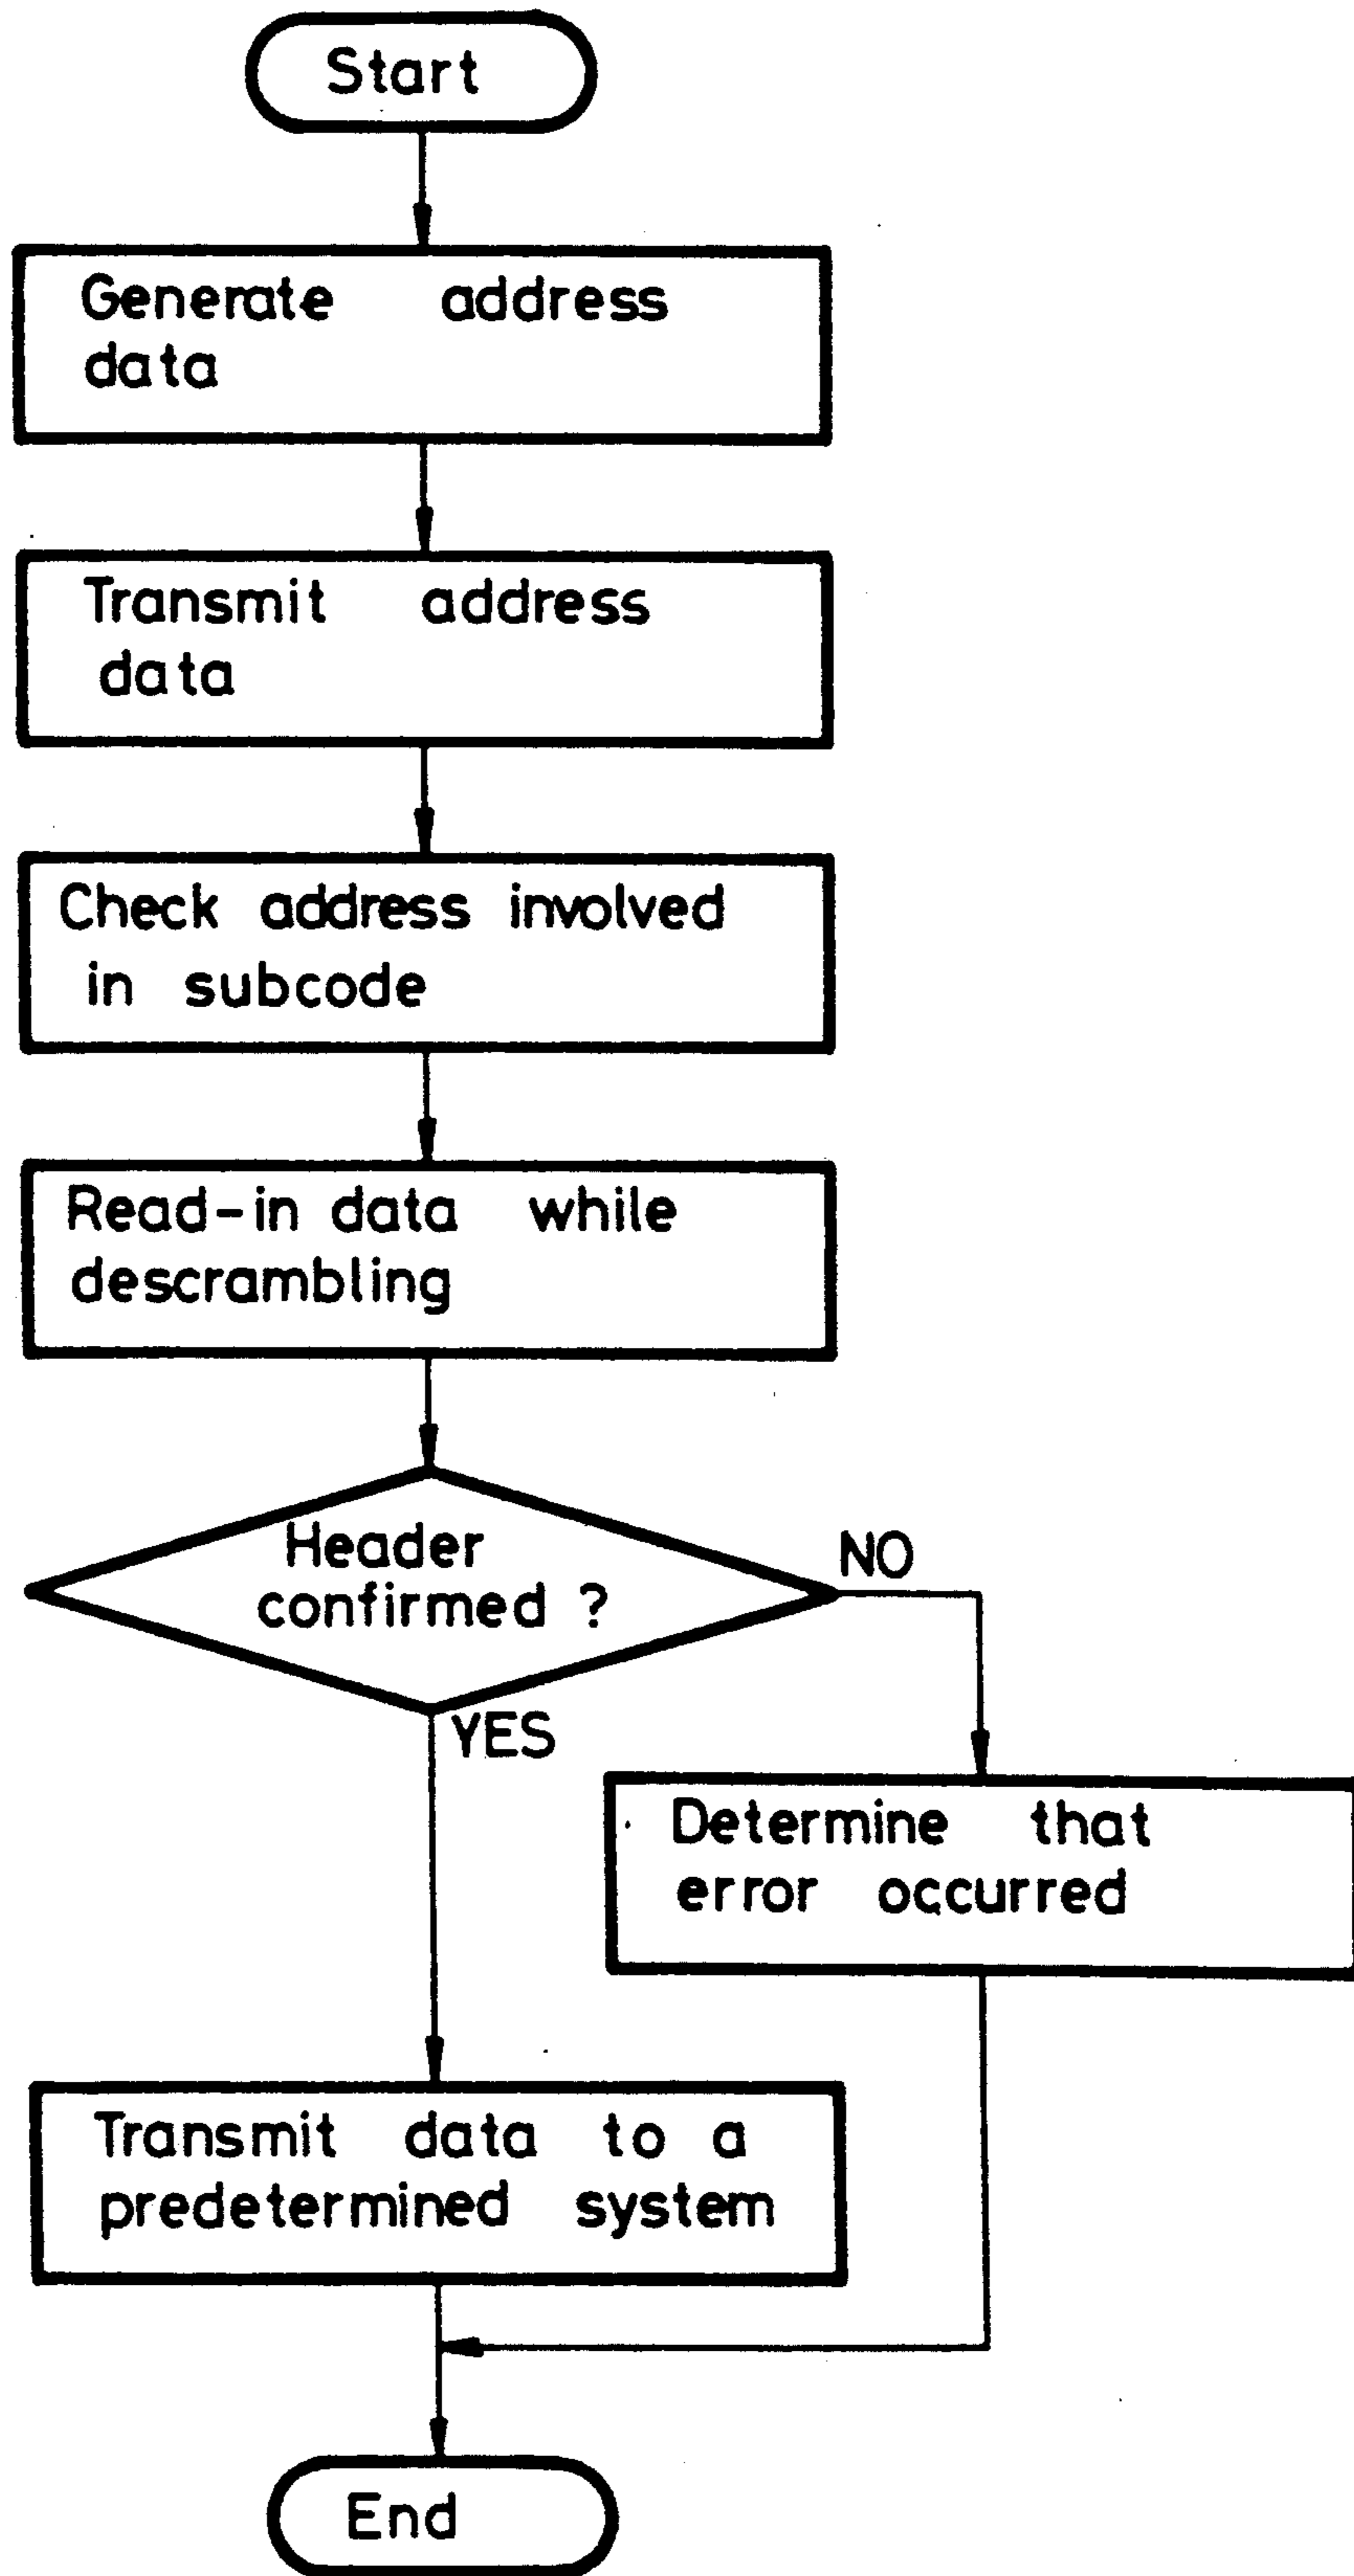 Start
Generate address
data
Transmit address
data
Check address involved
in subcode
Read-in data while
descrambling
Header
confirmed ?
NO
YES
Determine that
error occurred
Transmit data to a
predetermined system
End